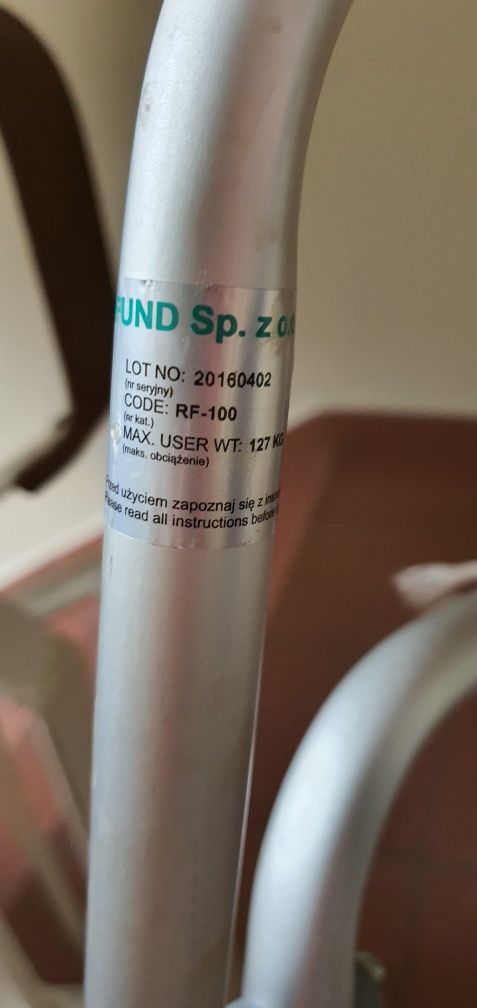 FUND Sp. z o.o
LOT NO: 20160402
(nr seryjny)
CODE: RF-100
(nr kat.)
MAX. USER WT: 127 KG
(maks. obciążenie)
Przed użyciem zapoznaj się z
Please read all instructions before